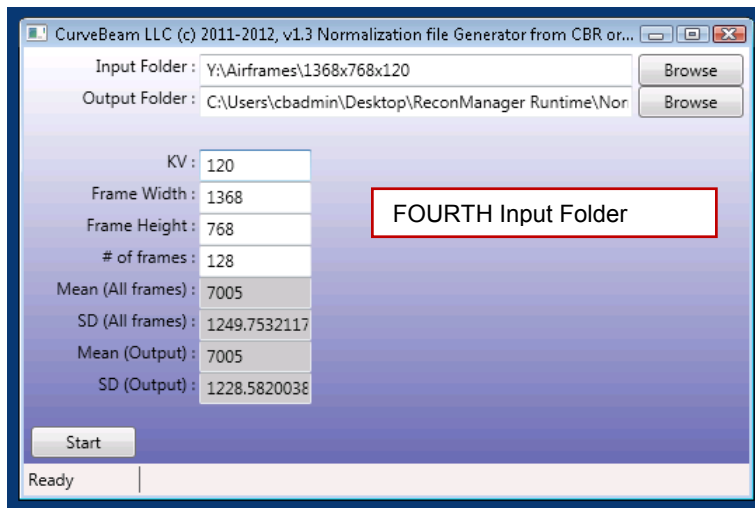 CurveBeam LLC (c) 2011-2012, v1.3 Normalization file Generator from CBR or...
Input Folder : Y:\Airframes\1368x768x120 Browse
Output Folder : C:\Users\cbadmin\Desktop\ReconManager Runtime\Nor Browse
KV : 120
Frame Width : 1368
FOURTH Input Folder
Frame Height : 768
# of frames : 128
Mean (All frames) : 7005
SD (All frames) : 1249.7532117
Mean (Output) : 7005
SD (Output) : 1228.5820038
Start
Ready